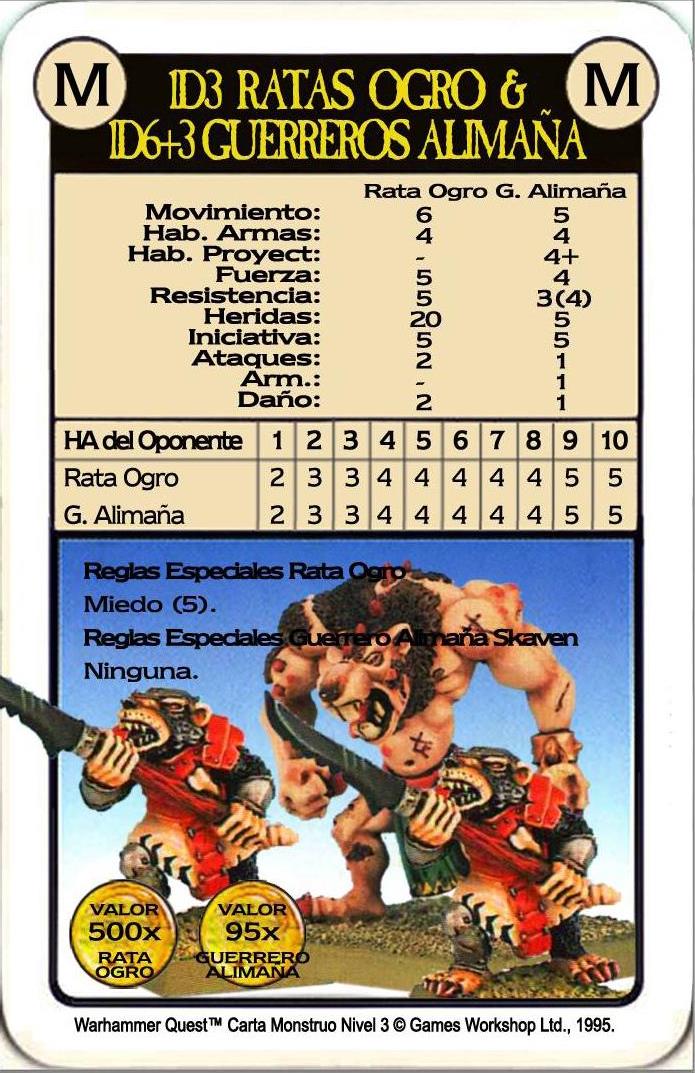 M
M
1D3 RATAS OGRO &
1D6+3 GUERREROS ALIMAÑA
Rata Ogro G. Alimaña
Movimiento: 6 5
Hab. Armas: 4 4
Hab. Proyect: - 4+
Fuerza: 5 4
Resistencia: 5 3(4)
Heridas: 20 5
Iniciativa: 5 5
Ataques: 2 1
Arm.: - 1
Daño: 2 1
HA del Oponente 1 2 3 4 5 6 7 8 9 10
Rata Ogro 2 3 3 4 4 4 4 4 5 5
G. Alimaña 2 3 3 4 4 4 4 4 5 5
Reglas Especiales Rata Ogro
Miedo (5).
Reglas Especiales Guerrero Alimaña Skaven
Ninguna.
VALOR
500x
RATA
OGRO
VALOR
95x
GUERRERO
ALIMAÑA
Warhammer Quest™ Carta Monstruo Nivel 3 © Games Workshop Ltd., 1995.